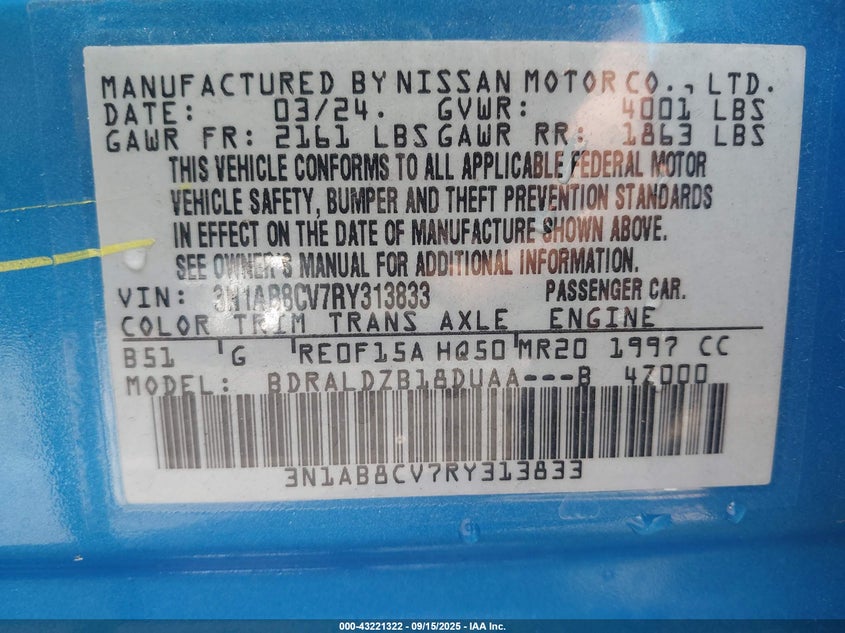 MANUFACTURED BY NISSAN MOTOR CO., LTD.
DATE: 03/24. GVWR: 4001 LBS
GAWR FR: 2161 LBS GAWR RR: 1863 LBS
THIS VEHICLE CONFORMS TO ALL APPLICABLE FEDERAL MOTOR
VEHICLE SAFETY, BUMPER AND THEFT PREVENTION STANDARDS
IN EFFECT ON THE DATE OF MANUFACTURE SHOWN ABOVE.
SEE OWNER'S MANUAL FOR ADDITIONAL INFORMATION.
VIN: 3N1AB8CV7RY313833 PASSENGER CAR.
COLOR TRIM TRANS AXLE ENGINE
B51 G RE0F15A HQ50 MR20 1997 CC
MODEL: BDRALDZB18DUAA---B 4Z000
3N1AB8CV7RY313833
000-43221322 - 09/15/2025 - IAA Inc.